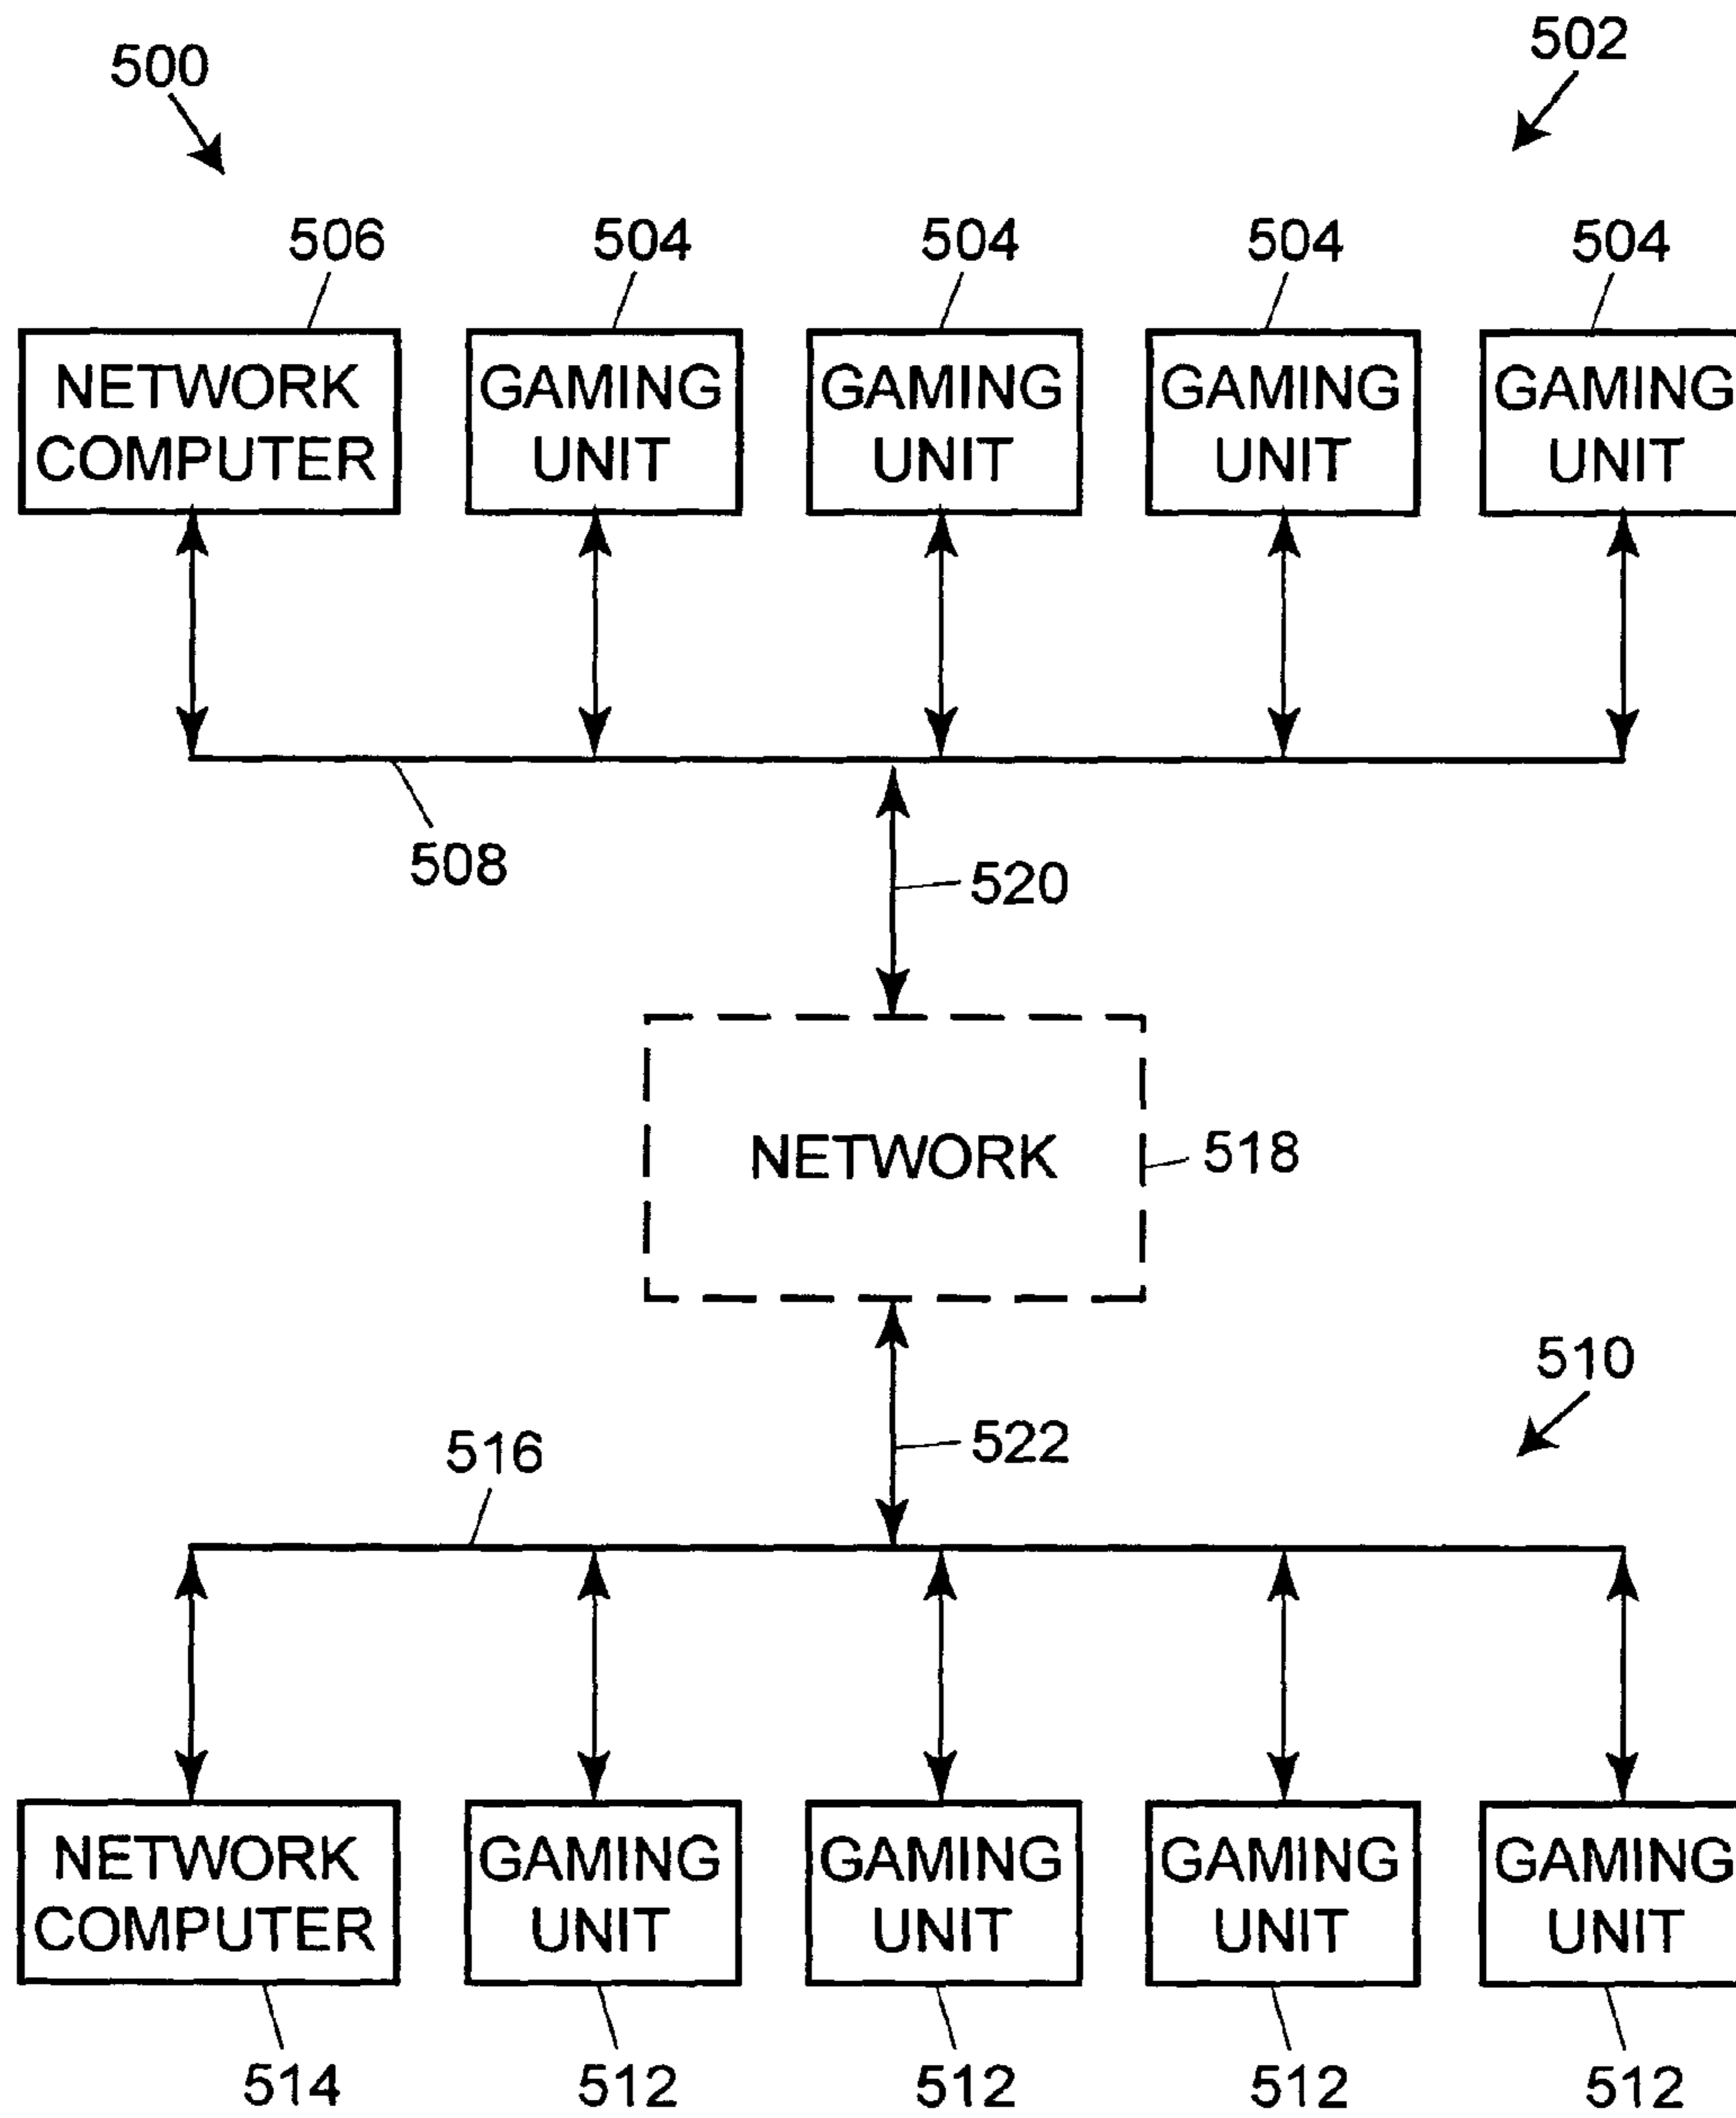 500
502
506
504
504
504
504
NETWORK
COMPUTER
GAMING
UNIT
GAMING
UNIT
GAMING
UNIT
GAMING
UNIT
508
520
NETWORK
518
510
516
522
NETWORK
COMPUTER
GAMING
UNIT
GAMING
UNIT
GAMING
UNIT
GAMING
UNIT
514
512
512
512
512